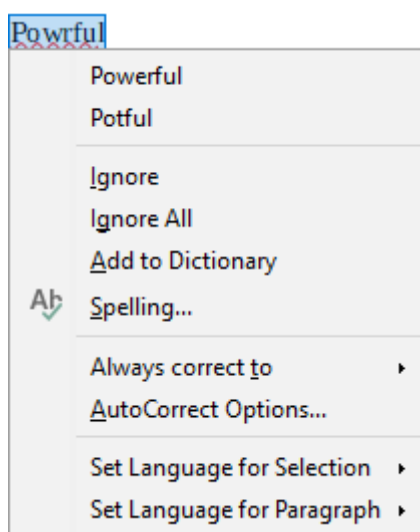 Powrful
Powerful
Potful
Ignore
Ignore All
Add to Dictionary
Ab
Spelling...
Always correct to
AutoCorrect Options...
Set Language for Selection
Set Language for Paragraph